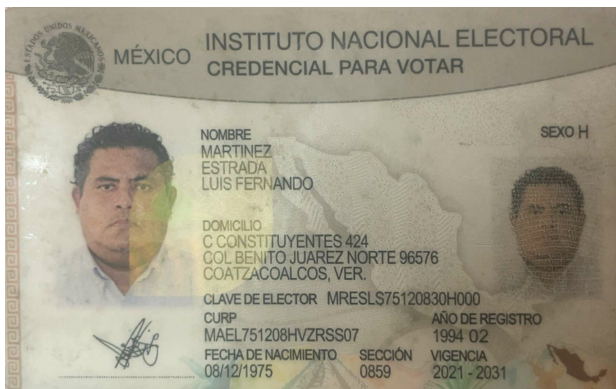 ESTADOS UNIDOS MEXICANOS
MÉXICO
INSTITUTO NACIONAL ELECTORAL
CREDENCIAL PARA VOTAR
NOMBRE
MARTINEZ
ESTRADA
LUIS FERNANDO
SEXO H
DOMICILIO
C CONSTITUYENTES 424
COL BENITO JUAREZ NORTE 96576
COATZACOALCOS, VER.
CLAVE DE ELECTOR MRESLS75120830H000
CURP
MAEL751208HVZRSS07
AÑO DE REGISTRO
1994 02
FECHA DE NACIMIENTO
08/12/1975
SECCIÓN
0859
VIGENCIA
2021 - 2031